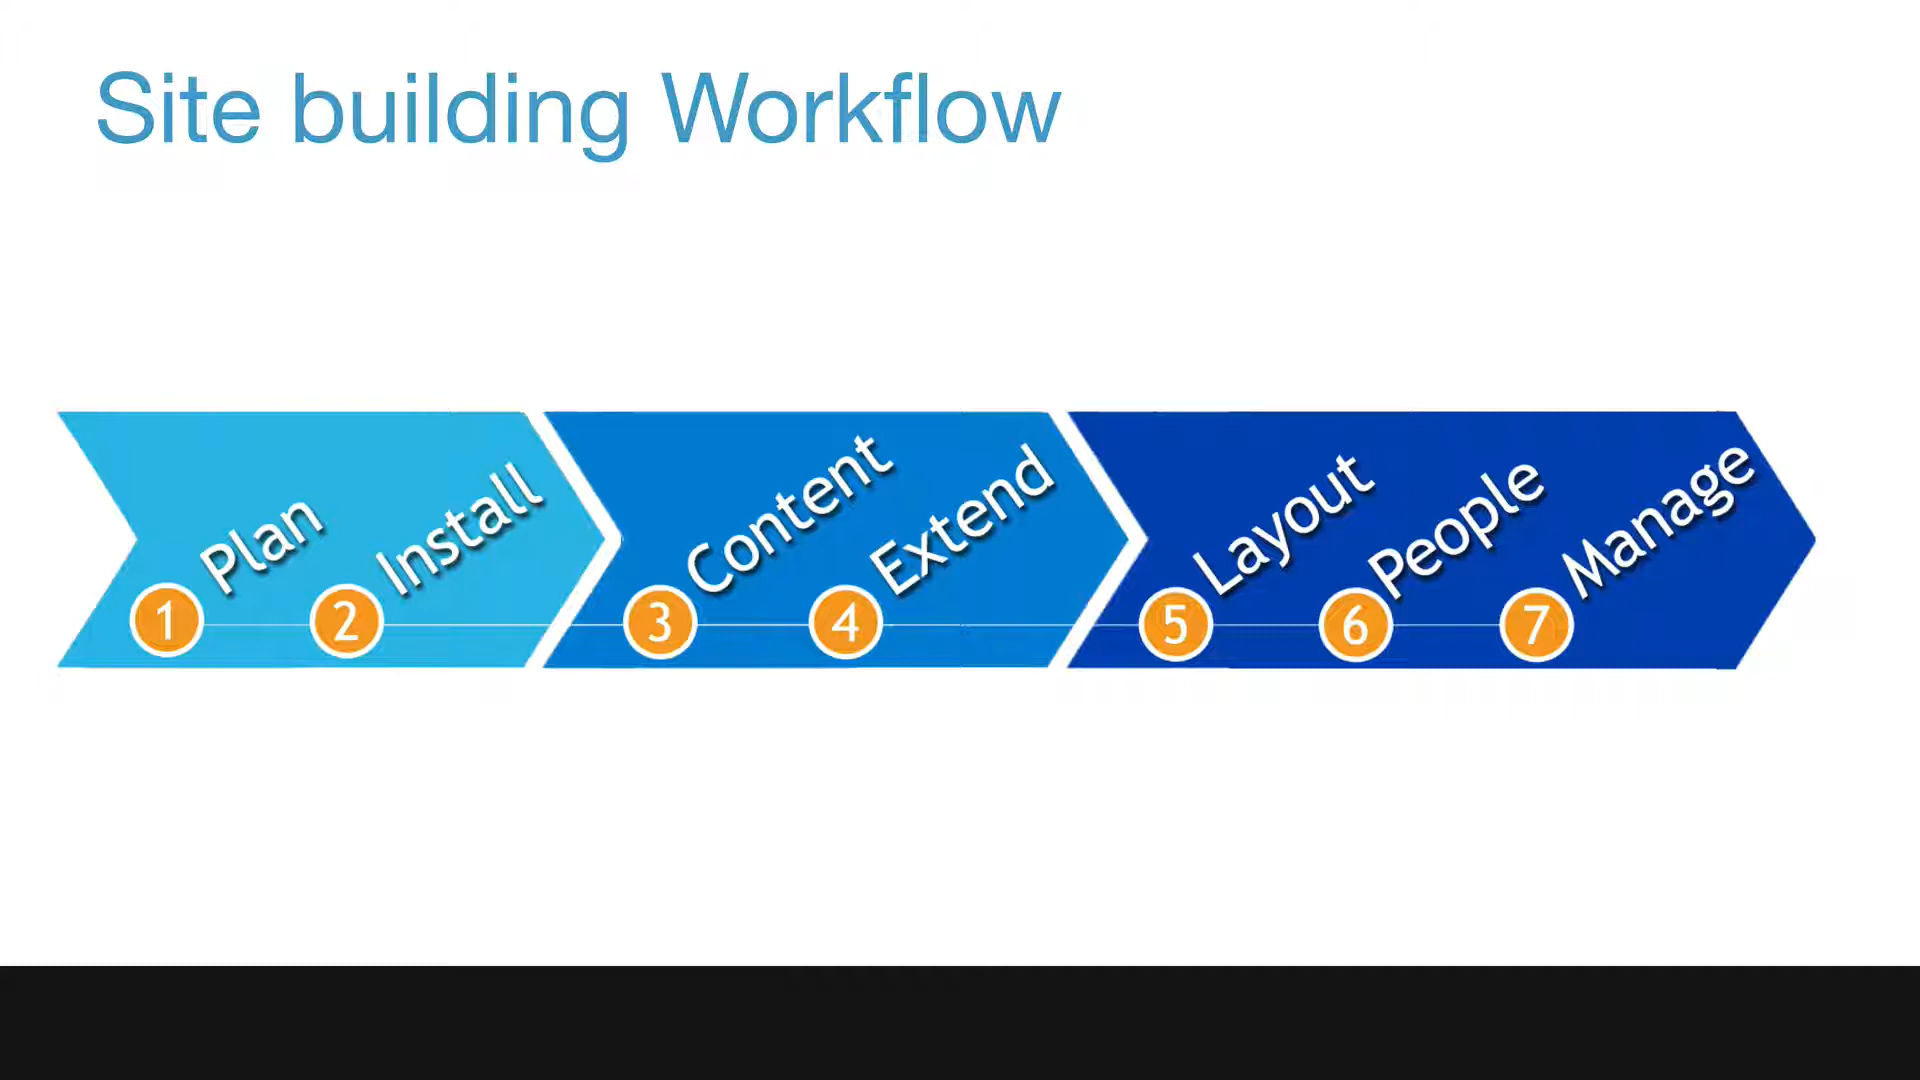 Site building Workflow
1 Plan
2 Install
3 Content
4 Extend
5 Layout
6 People
7 Manage